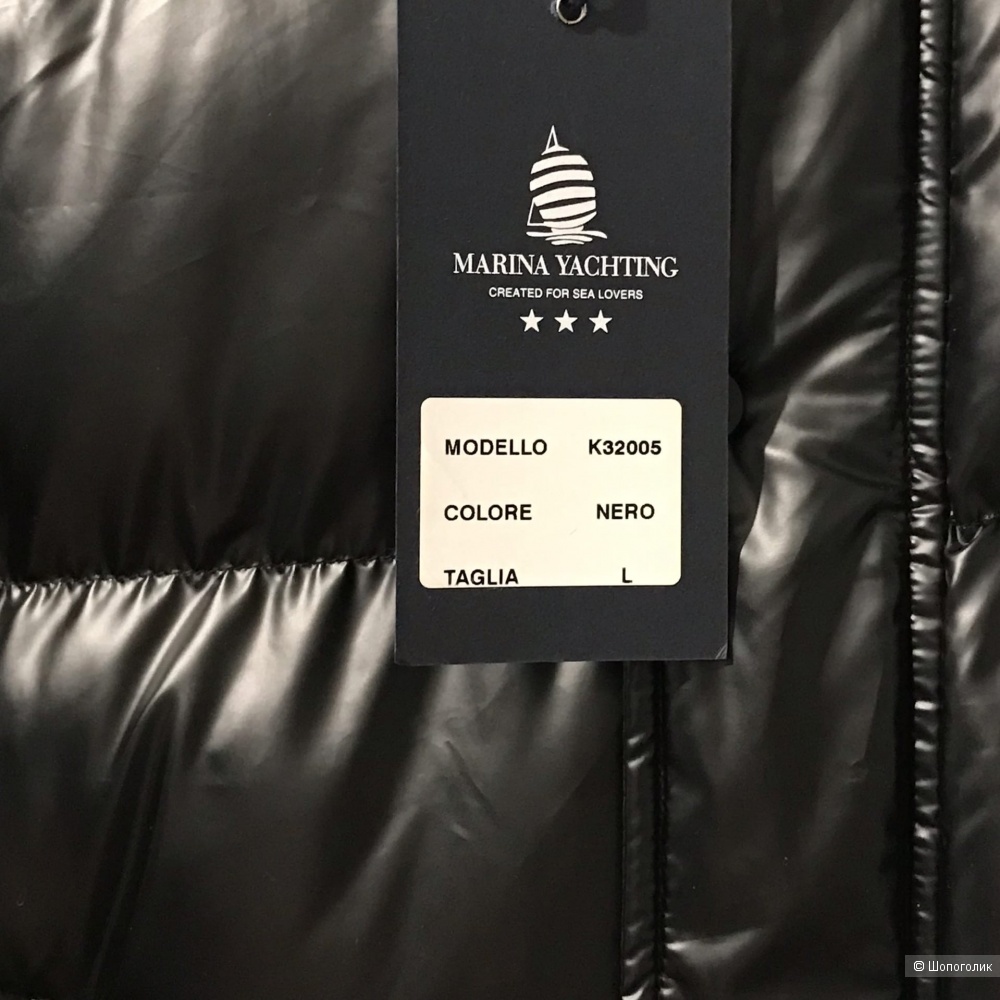 MARINA YACHTING
CREATED FOR SEA LOVERS
MODELLO K32005
COLORE NERO
TAGLIA L
© Шопоголик